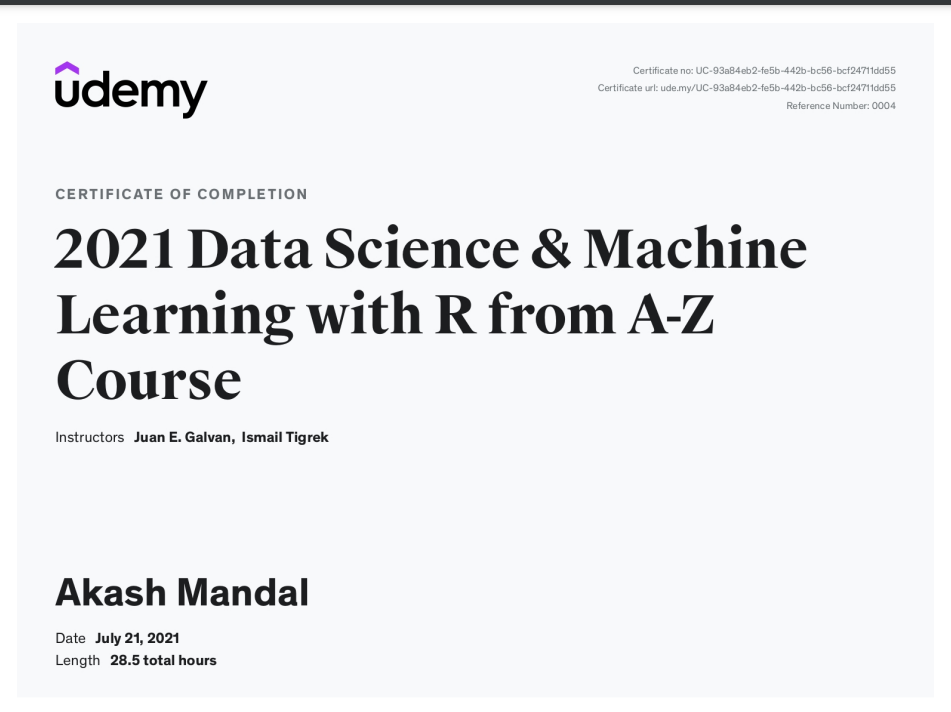 udemy
Certificate no: UC-93a84eb2-fe5b-442b-bc56-bcf24711dd55
Certificate url: ude.my/UC-93a84eb2-fe5b-442b-bc56-bcf24711dd55
Reference Number: 0004
CERTIFICATE OF COMPLETION
2021 Data Science & Machine
Learning with R from A-Z
Course
Instructors Juan E. Galvan, Ismail Tigrek
Akash Mandal
Date July 21, 2021
Length 28.5 total hours